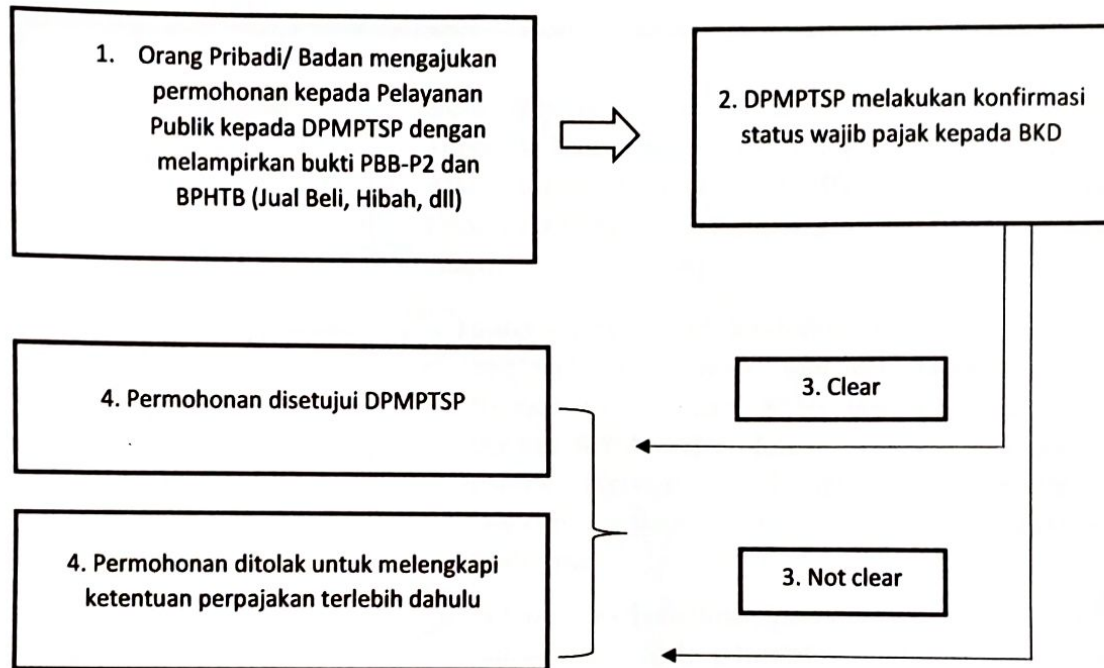 1. Orang Pribadi/ Badan mengajukan
permohonan kepada Pelayanan
Publik kepada DPMPTSP dengan
melampirkan bukti PBB-P2 dan
BPHTB (Jual Beli, Hibah, dll)
2. DPMPTSP melakukan konfirmasi
status wajib pajak kepada BKD
3. Clear
4. Permohonan disetujui DPMPTSP
3. Not clear
4. Permohonan ditolak untuk melengkapi
ketentuan perpajakan terlebih dahulu